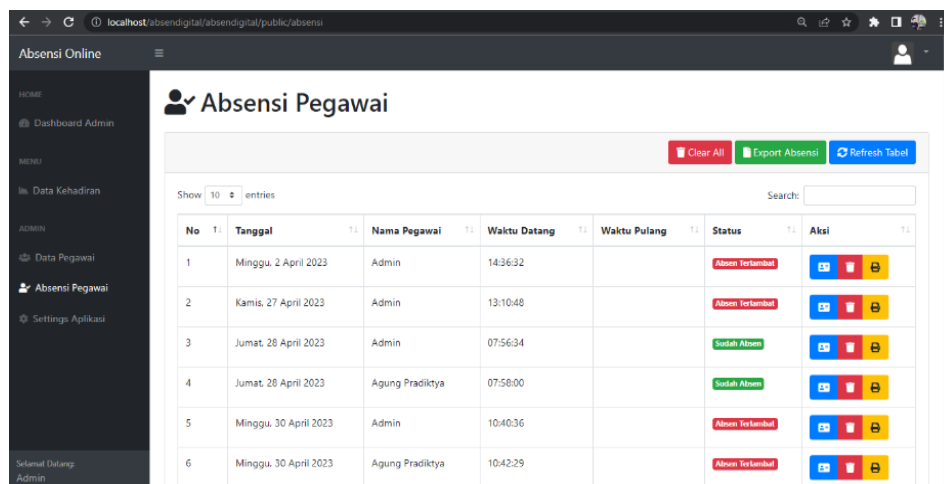 localhost/absendigital/absendigital/public/absensi
Absensi Online
HOME
Dashboard Admin
MENU
Data Kehadiran
ADMIN
Data Pegawai
Absensi Pegawai
Settings Aplikasi
Selamat Datang:
Admin
Absensi Pegawai
Clear All Export Absensi Refresh Tabel
Show 10 entries Search:
No Tanggal Nama Pegawai Waktu Datang Waktu Pulang Status Aksi
1 Minggu, 2 April 2023 Admin 14:36:32 Absen Terlambat
2 Kamis, 27 April 2023 Admin 13:10:48 Absen Terlambat
3 Jumat, 28 April 2023 Admin 07:56:34 Sudah Absen
4 Jumat, 28 April 2023 Agung Pradiktya 07:58:00 Sudah Absen
5 Minggu, 30 April 2023 Admin 10:40:36 Absen Terlambat
6 Minggu, 30 April 2023 Agung Pradiktya 10:42:29 Absen Terlambat